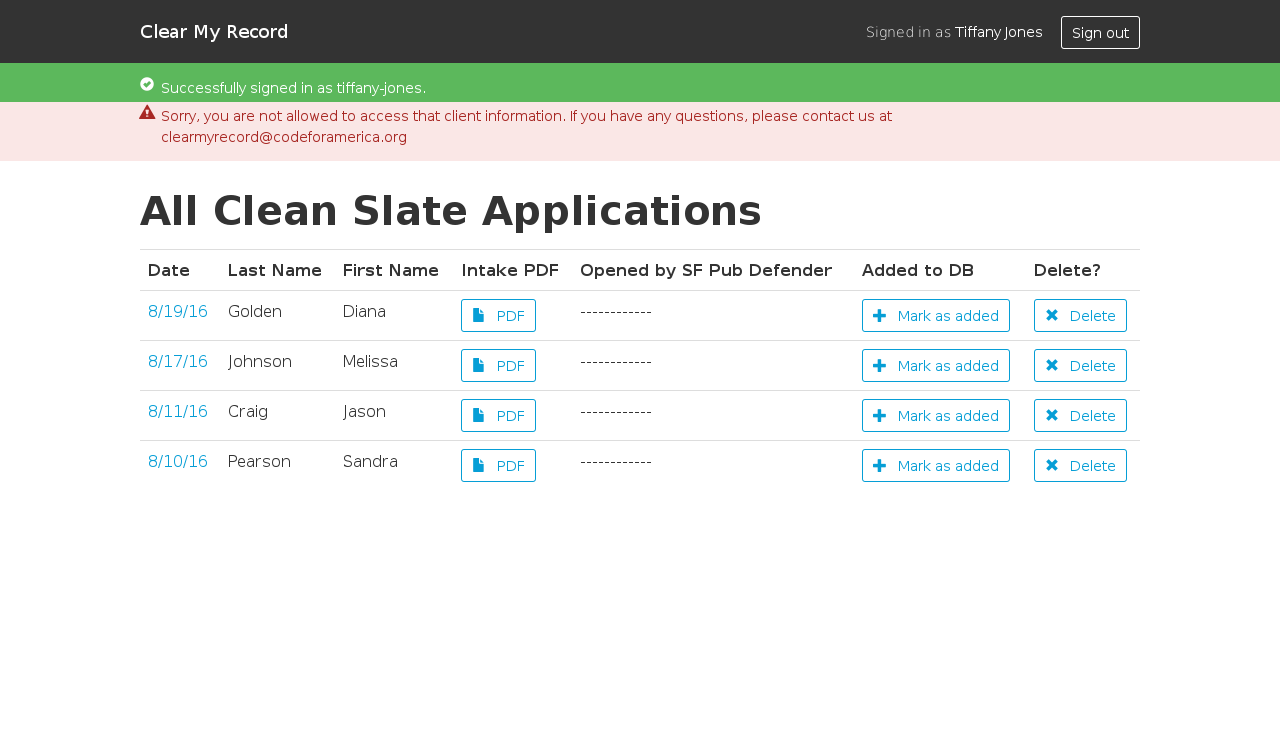 Clear My Record
Signed in as Tiffany Jones
Sign out
Successfully signed in as tiffany-jones.
Sorry, you are not allowed to access that client information. If you have any questions, please contact us at
clearmyrecord@codeforamerica.org
All Clean Slate Applications
Date Last Name First Name Intake PDF Opened by SF Pub Defender Added to DB Delete?
8/19/16 Golden Diana PDF ------------ Mark as added Delete
8/17/16 Johnson Melissa PDF ------------ Mark as added Delete
8/11/16 Craig Jason PDF ------------ Mark as added Delete
8/10/16 Pearson Sandra PDF ------------ Mark as added Delete